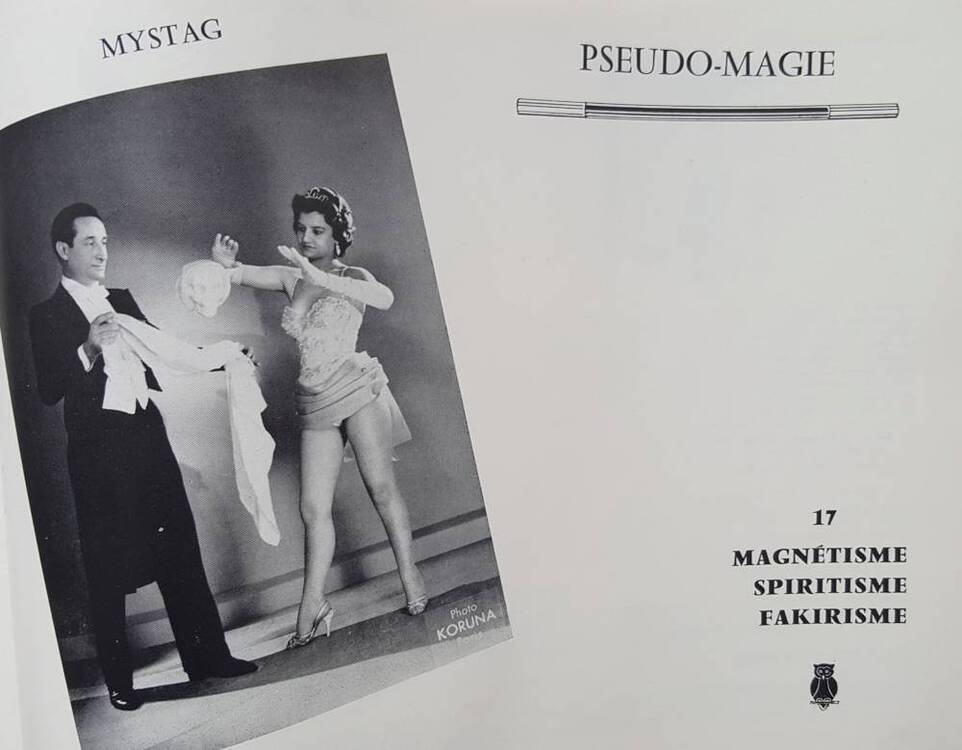 MYSTAG
Photo
KORUNA
PSEUDO-MAGIE
17
MAGNÉTISME
SPIRITISME
FAKIRISME